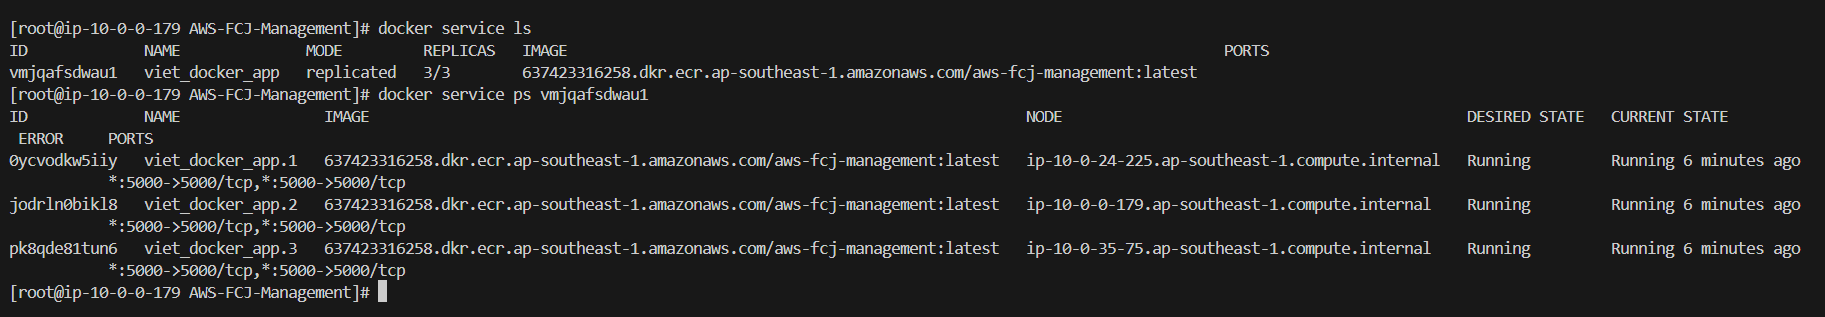 [root@ip-10-0-0-179 AWS-FCJ-Management]# docker service ls
ID             NAME              MODE         REPLICAS   IMAGE                                                                          PORTS
vmjqafsdwau1   viet_docker_app   replicated   3/3        637423316258.dkr.ecr.ap-southeast-1.amazonaws.com/aws-fcj-management:latest
[root@ip-10-0-0-179 AWS-FCJ-Management]# docker service ps vmjqafsdwau1
ID             NAME                IMAGE                                                                         NODE                                             DESIRED STATE   CURRENT STATE
 ERROR     PORTS
0ycvodkw5iiy   viet_docker_app.1   637423316258.dkr.ecr.ap-southeast-1.amazonaws.com/aws-fcj-management:latest   ip-10-0-24-225.ap-southeast-1.compute.internal   Running         Running 6 minutes ago
           *:5000->5000/tcp,*:5000->5000/tcp
jodrln0bikl8   viet_docker_app.2   637423316258.dkr.ecr.ap-southeast-1.amazonaws.com/aws-fcj-management:latest   ip-10-0-0-179.ap-southeast-1.compute.internal    Running         Running 6 minutes ago
           *:5000->5000/tcp,*:5000->5000/tcp
pk8qde81tun6   viet_docker_app.3   637423316258.dkr.ecr.ap-southeast-1.amazonaws.com/aws-fcj-management:latest   ip-10-0-35-75.ap-southeast-1.compute.internal    Running         Running 6 minutes ago
           *:5000->5000/tcp,*:5000->5000/tcp
[root@ip-10-0-0-179 AWS-FCJ-Management]#